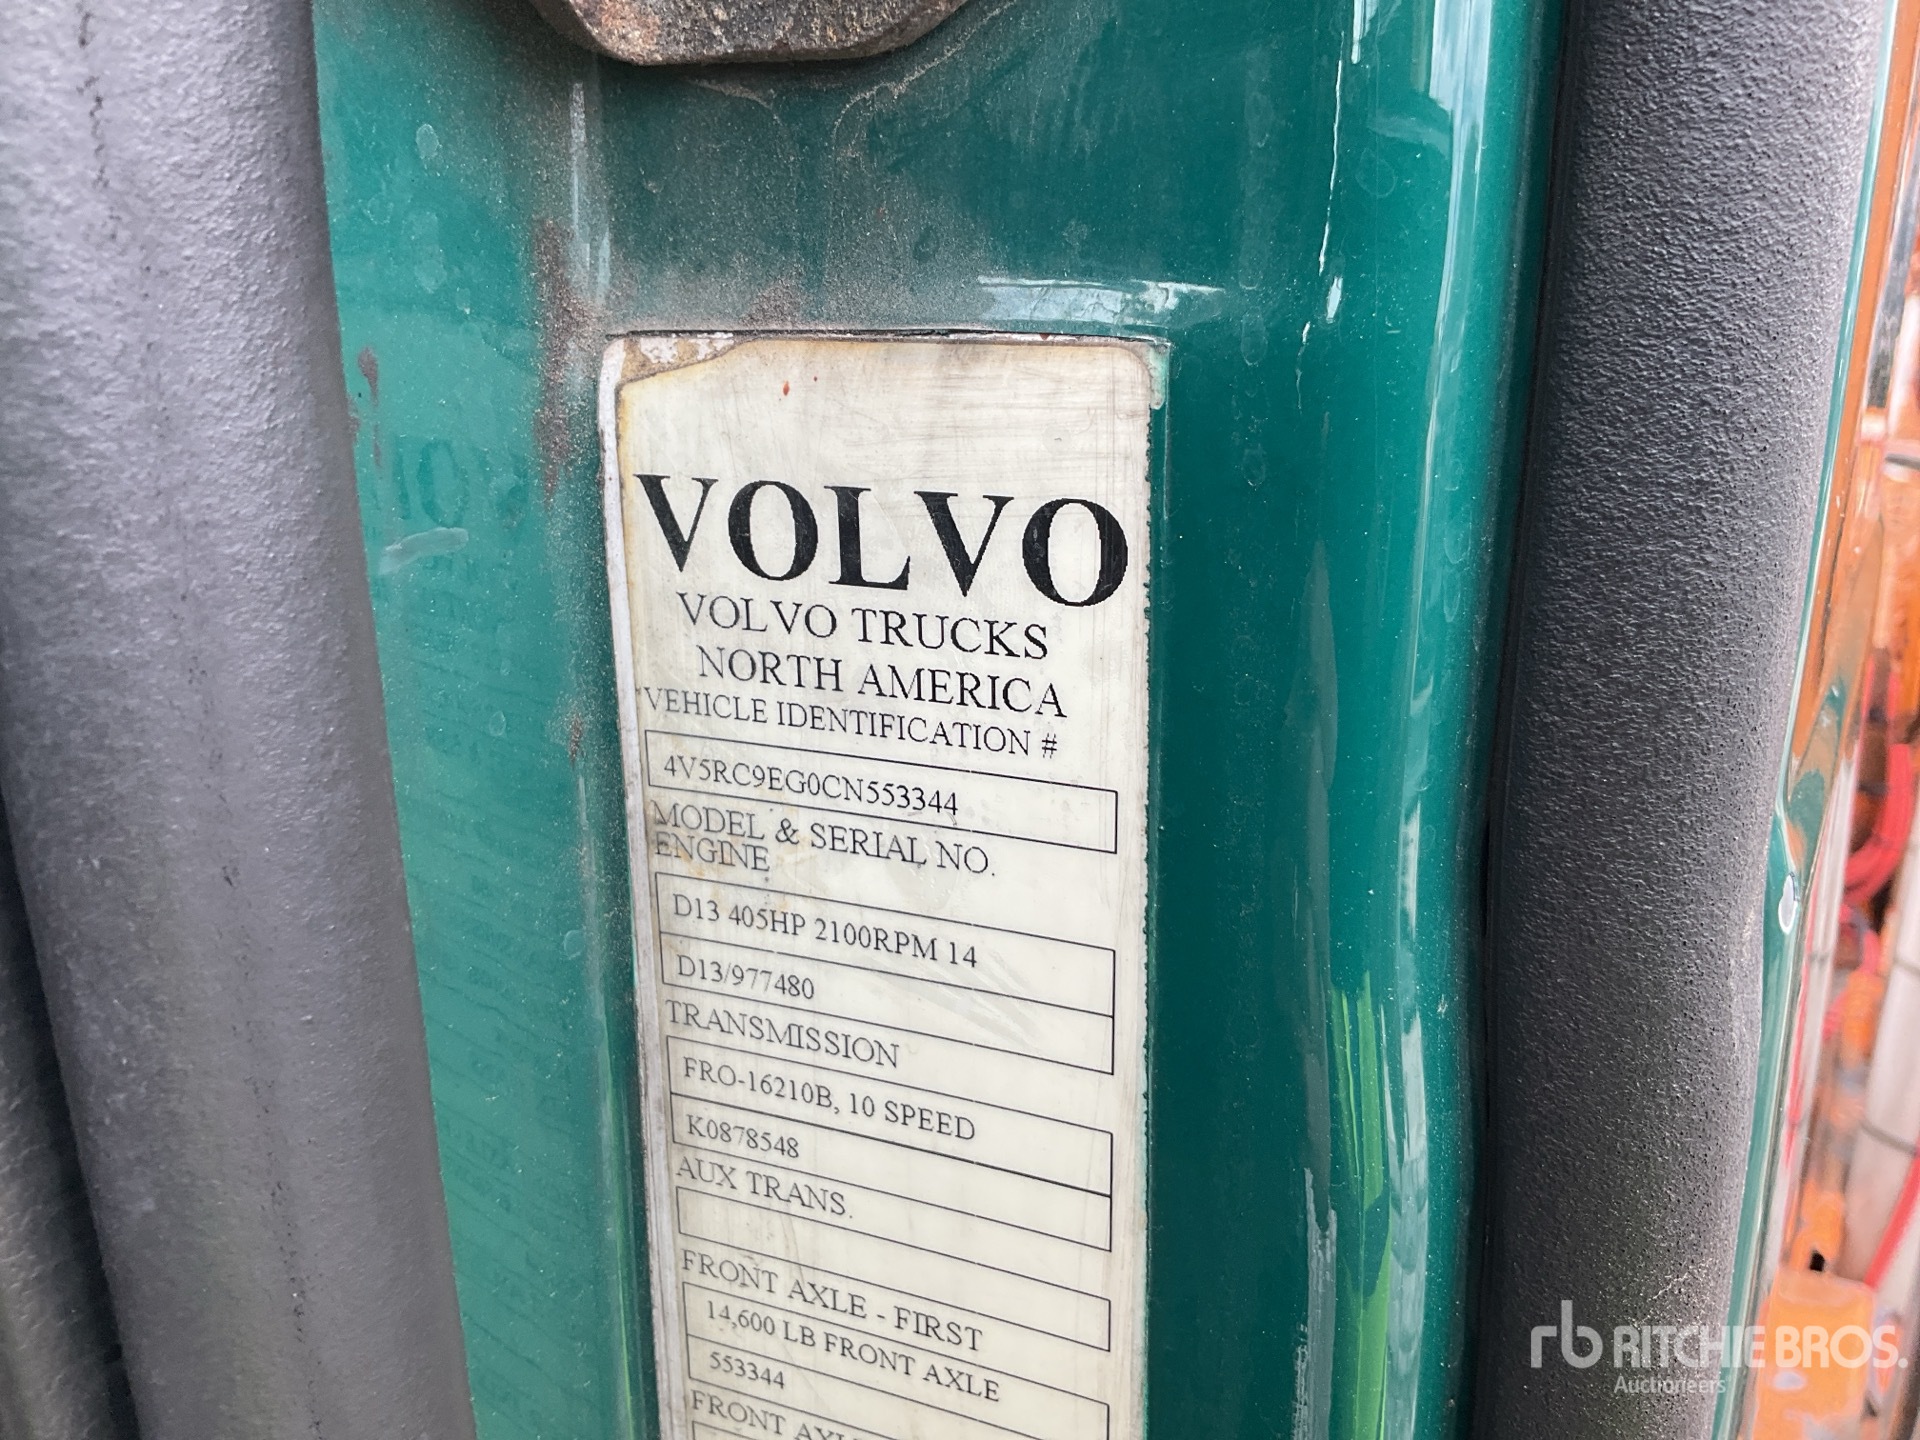 VOLVO
VOLVO TRUCKS
NORTH AMERICA
VEHICLE IDENTIFICATION #
4V5RC9EG0CN553344
MODEL & SERIAL NO.
ENGINE
D13 405HP 2100RPM 14
D13/977480
TRANSMISSION
FRO-16210B, 10 SPEED
K0878548
AUX TRANS.
FRONT AXLE - FIRST
14,600 LB FRONT AXLE
553344
FRONT
rb RITCHIE BROS.
Auctioneers